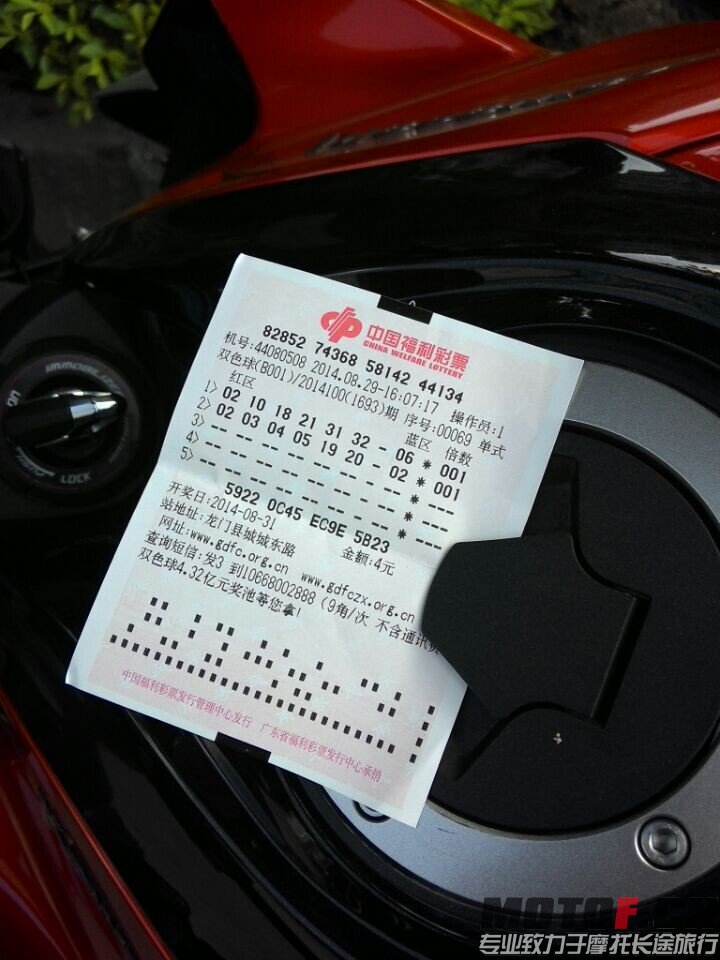 中国福利彩票
CHINA WELFARE LOTTERY
82852 74368 58142 44134
机号:44080508 2014.08.29-16:07:17 操作员:1
双色球(B001)/2014100(1693)期 序号:00069 单式
红区 蓝区 倍数
1> 02 10 18 21 31 32 - 06 * 001
2> 02 03 04 05 19 20 - 02 * 001
3> -- -- -- -- -- -- - -- * ---
4> -- -- -- -- -- -- - -- * ---
5> -- -- -- -- -- -- - -- * ---
5922 0C45 EC9E 5B23
开奖日:2014-08-31 金额:4元
站地址:龙门县城城东路
网址:www.gdfc.org.cn www.gdfczx.org.cn
查询短信:发3 到10668002888 (9角/次 不含通讯费
双色球4.32亿元奖池等您拿!
中国福利彩票发行管理中心发行 广东省福利彩票发行中心承销
IMMOBILISER
ON
LOCK
专业致力于摩托长途旅行